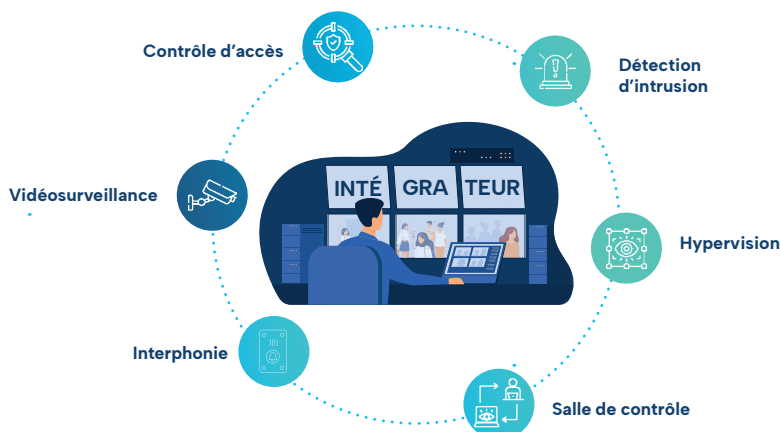 Contrôle d’accès
Détection
d’intrusion
Vidéosurveillance
INTÉ GRA TEUR
Hypervision
Interphonie
Salle de contrôle